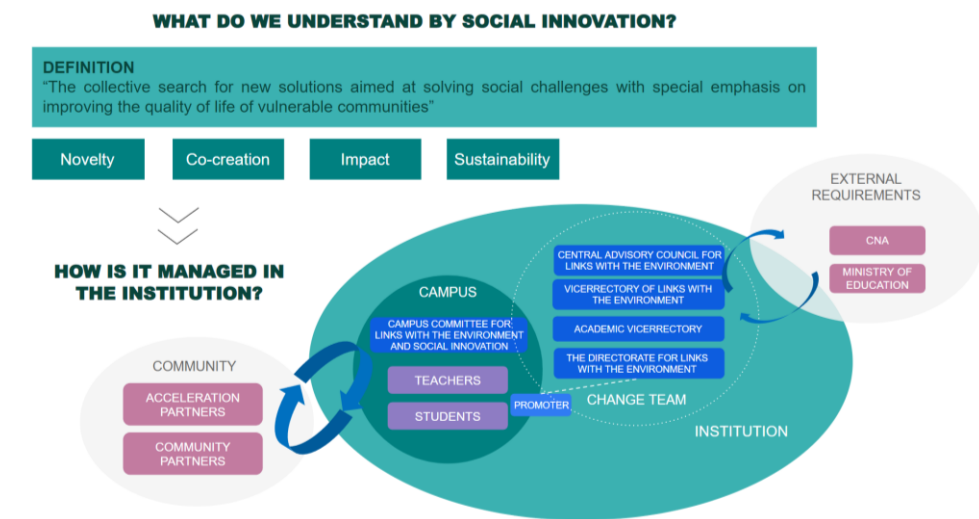 WHAT DO WE UNDERSTAND BY SOCIAL INNOVATION?
DEFINITION
“The collective search for new solutions aimed at solving social challenges with special emphasis on
improving the quality of life of vulnerable communities”
Novelty
Co-creation
Impact
Sustainability
EXTERNAL
REQUIREMENTS
CNA
MINISTRY OF
EDUCATION
HOW IS IT MANAGED IN
THE INSTITUTION?
CENTRAL ADVISORY COUNCIL FOR
LINKS WITH THE ENVIRONMENT
VICERRECTORY OF LINKS WITH
THE ENVIRONMENT
ACADEMIC VICERRECTORY
THE DIRECTORATE FOR LINKS
WITH THE ENVIRONMENT
CHANGE TEAM
PROMOTER
INSTITUTION
CAMPUS
CAMPUS COMMITTEE FOR
LINKS WITH THE ENVIRONMENT
AND SOCIAL INNOVATION
TEACHERS
STUDENTS
COMMUNITY
ACCELERATION
PARTNERS
COMMUNITY
PARTNERS